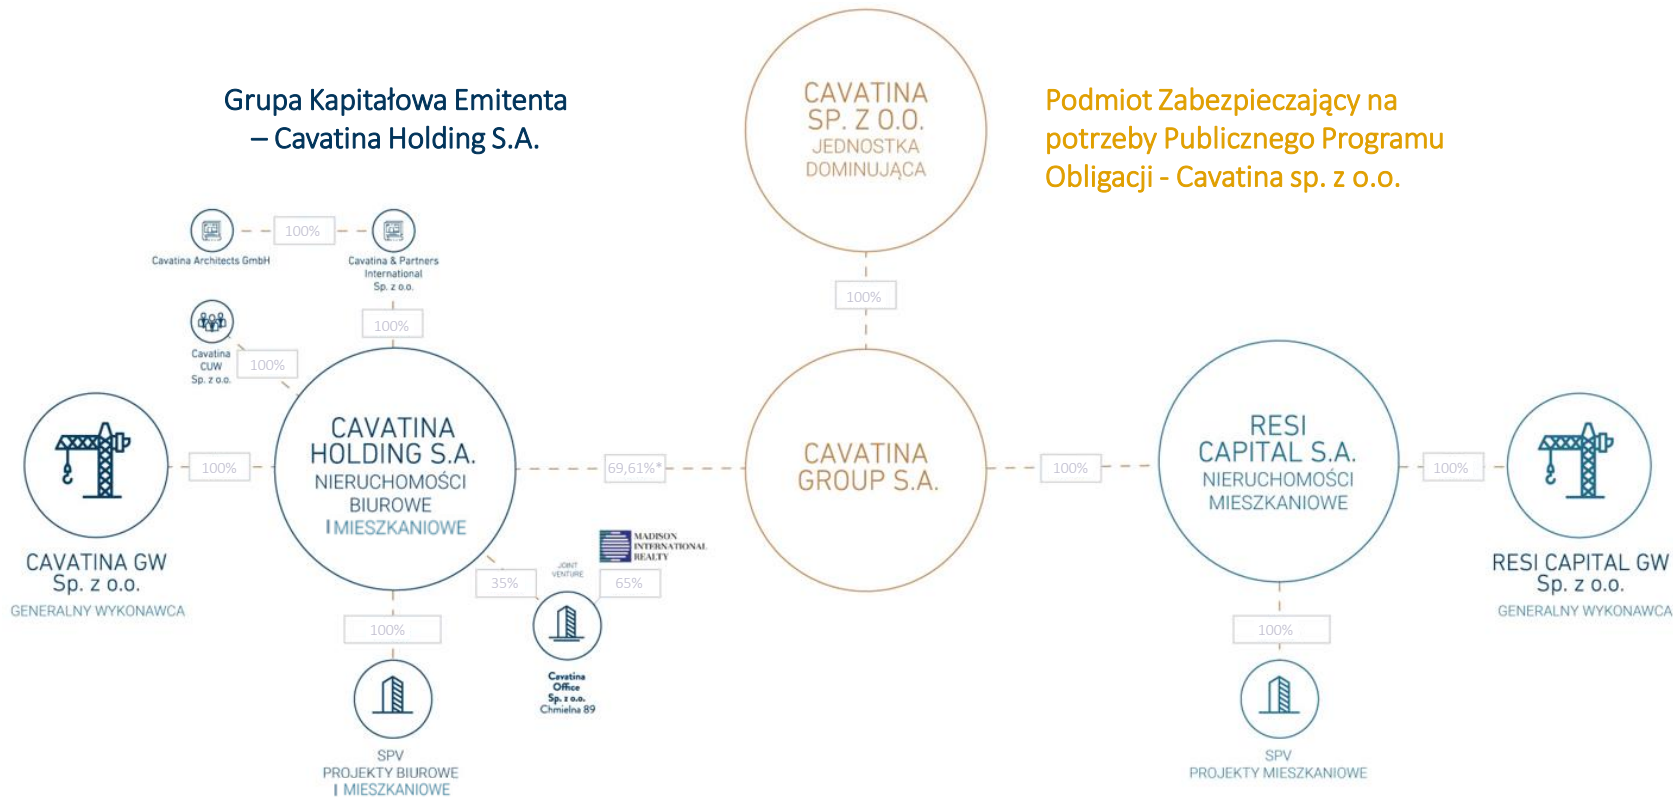 Grupa Kapitałowa Emitenta
– Cavatina Holding S.A.
CAVATINA
SP. Z O.O.
JEDNOSTKA
DOMINUJĄCA
Podmiot Zabezpieczający na
potrzeby Publicznego Programu
Obligacji - Cavatina sp. z o.o.
100%
Cavatina Architects GmbH
Cavatina & Partners
International
Sp. z o.o.
100%
100%
Cavatina
CUW
Sp. z o.o.
100%
CAVATINA GW
Sp. z o.o.
GENERALNY WYKONAWCA
100%
CAVATINA
HOLDING S.A.
NIERUCHOMOŚCI
BIUROWE
I MIESZKANIOWE
69,61%*
CAVATINA
GROUP S.A.
100%
RESI
CAPITAL S.A.
NIERUCHOMOŚCI
MIESZKANIOWE
100%
RESI CAPITAL GW
Sp. z o.o.
GENERALNY WYKONAWCA
MADISON
INTERNATIONAL
REALTY
JOINT
VENTURE
35%
65%
Cavatina
Office
Sp. z o.o.
Chmielna 89
100%
SPV
PROJEKTY BIUROWE
I MIESZKANIOWE
100%
SPV
PROJEKTY MIESZKANIOWE